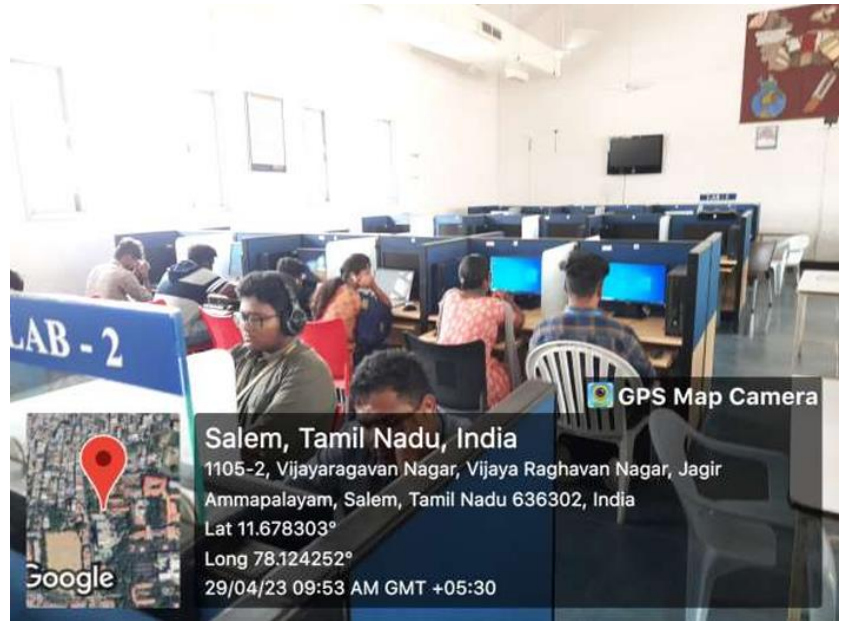 LAB - 2
GPS Map Camera
Salem, Tamil Nadu, India
1105-2, Vijayaragavan Nagar, Vijaya Raghavan Nagar, Jagir
Ammapalayam, Salem, Tamil Nadu 636302, India
Lat 11.678303°
Long 78.124252°
29/04/23 09:53 AM GMT +05:30
Google